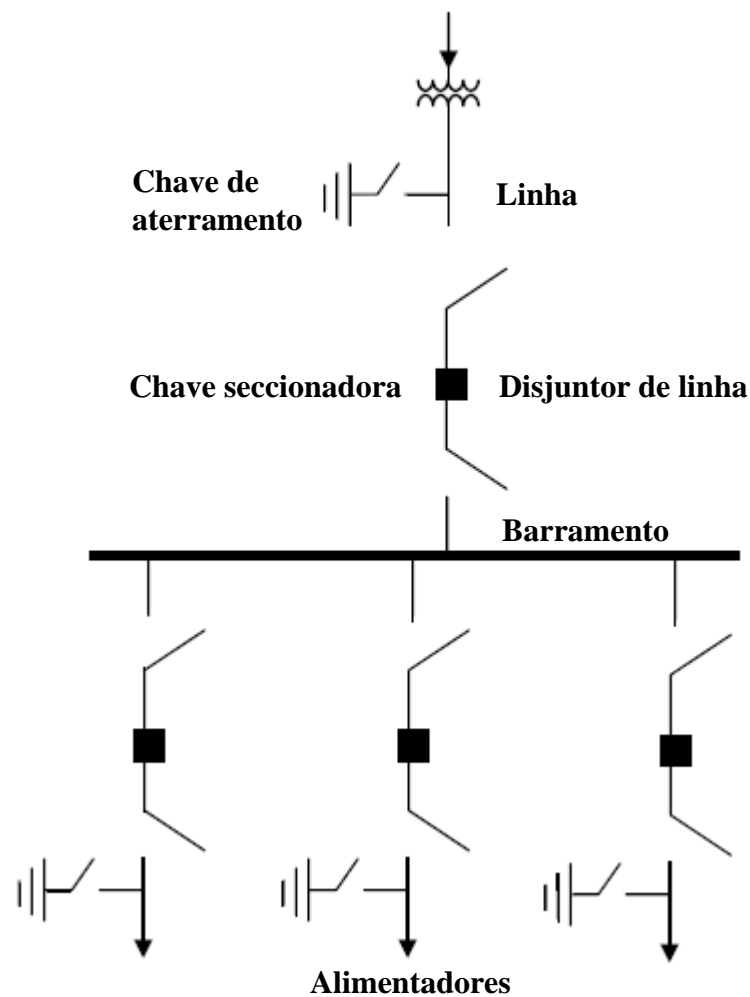 Chave de
aterramento
Linha
Chave seccionadora
Disjuntor de linha
Barramento
Alimentadores